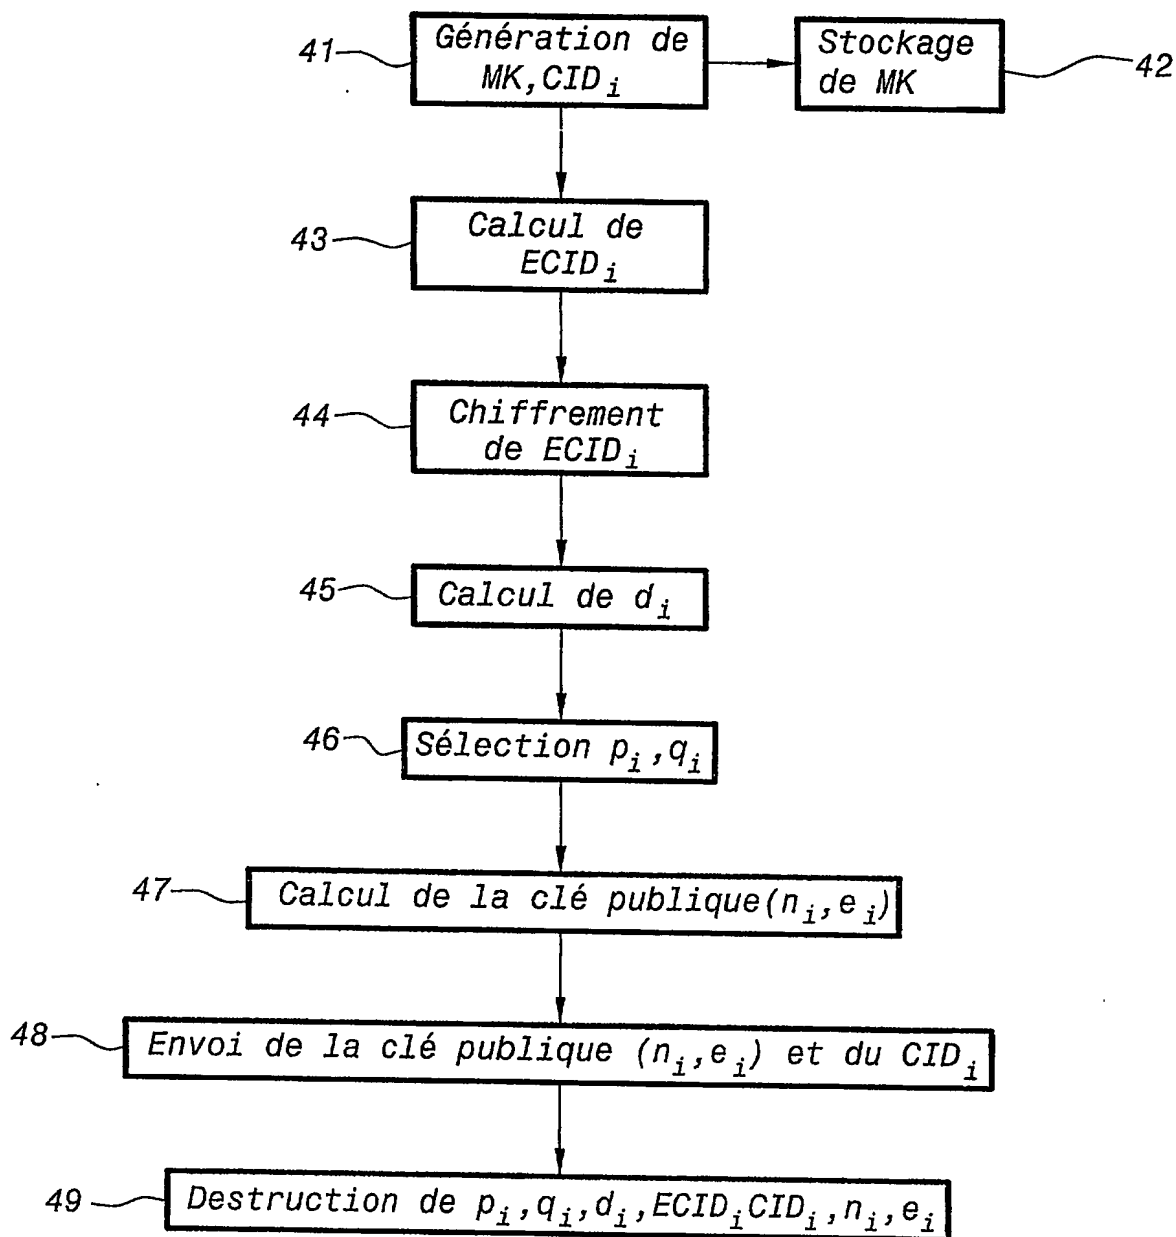 41
Génération de
MK,CIDᵢ
Stockage
de MK
42
43
Calcul de
ECIDᵢ
44
Chiffrement
de ECIDᵢ
45
Calcul de dᵢ
46
Sélection pᵢ,qᵢ
47
Calcul de la clé publique(nᵢ,eᵢ)
48
Envoi de la clé publique (nᵢ,eᵢ) et du CIDᵢ
49
Destruction de pᵢ,qᵢ,dᵢ,ECIDᵢCIDᵢ,nᵢ,eᵢ